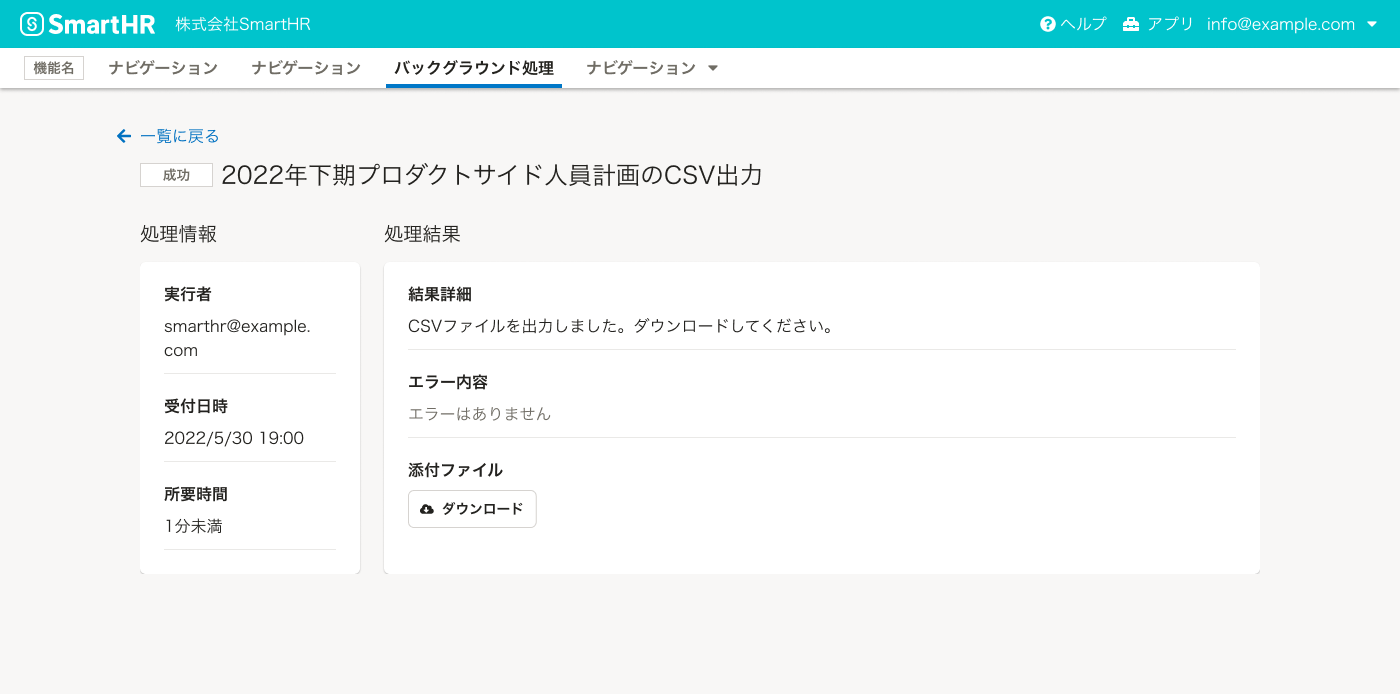 SmartHR 株式会社SmartHR ヘルプ アプリ info@example.com
機能名 ナビゲーション ナビゲーション バックグラウンド処理 ナビゲーション
一覧に戻る
成功 2022年下期プロダクトサイド人員計画のCSV出力
処理情報
実行者
smarthr@example.
com
受付日時
2022/5/30 19:00
所要時間
1分未満
処理結果
結果詳細
CSVファイルを出力しました。ダウンロードしてください。
エラー内容
エラーはありません
添付ファイル
ダウンロード